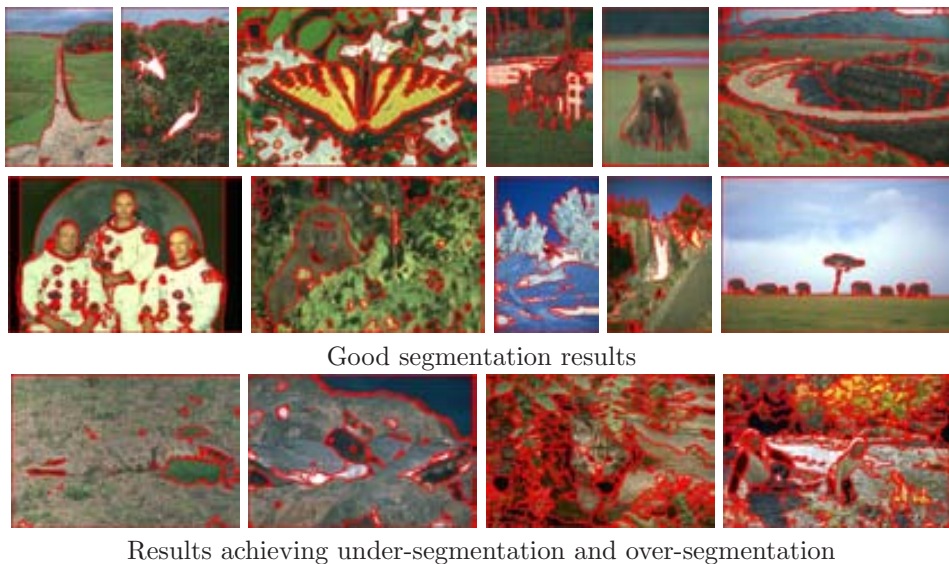 Good segmentation results
Results achieving under-segmentation and over-segmentation